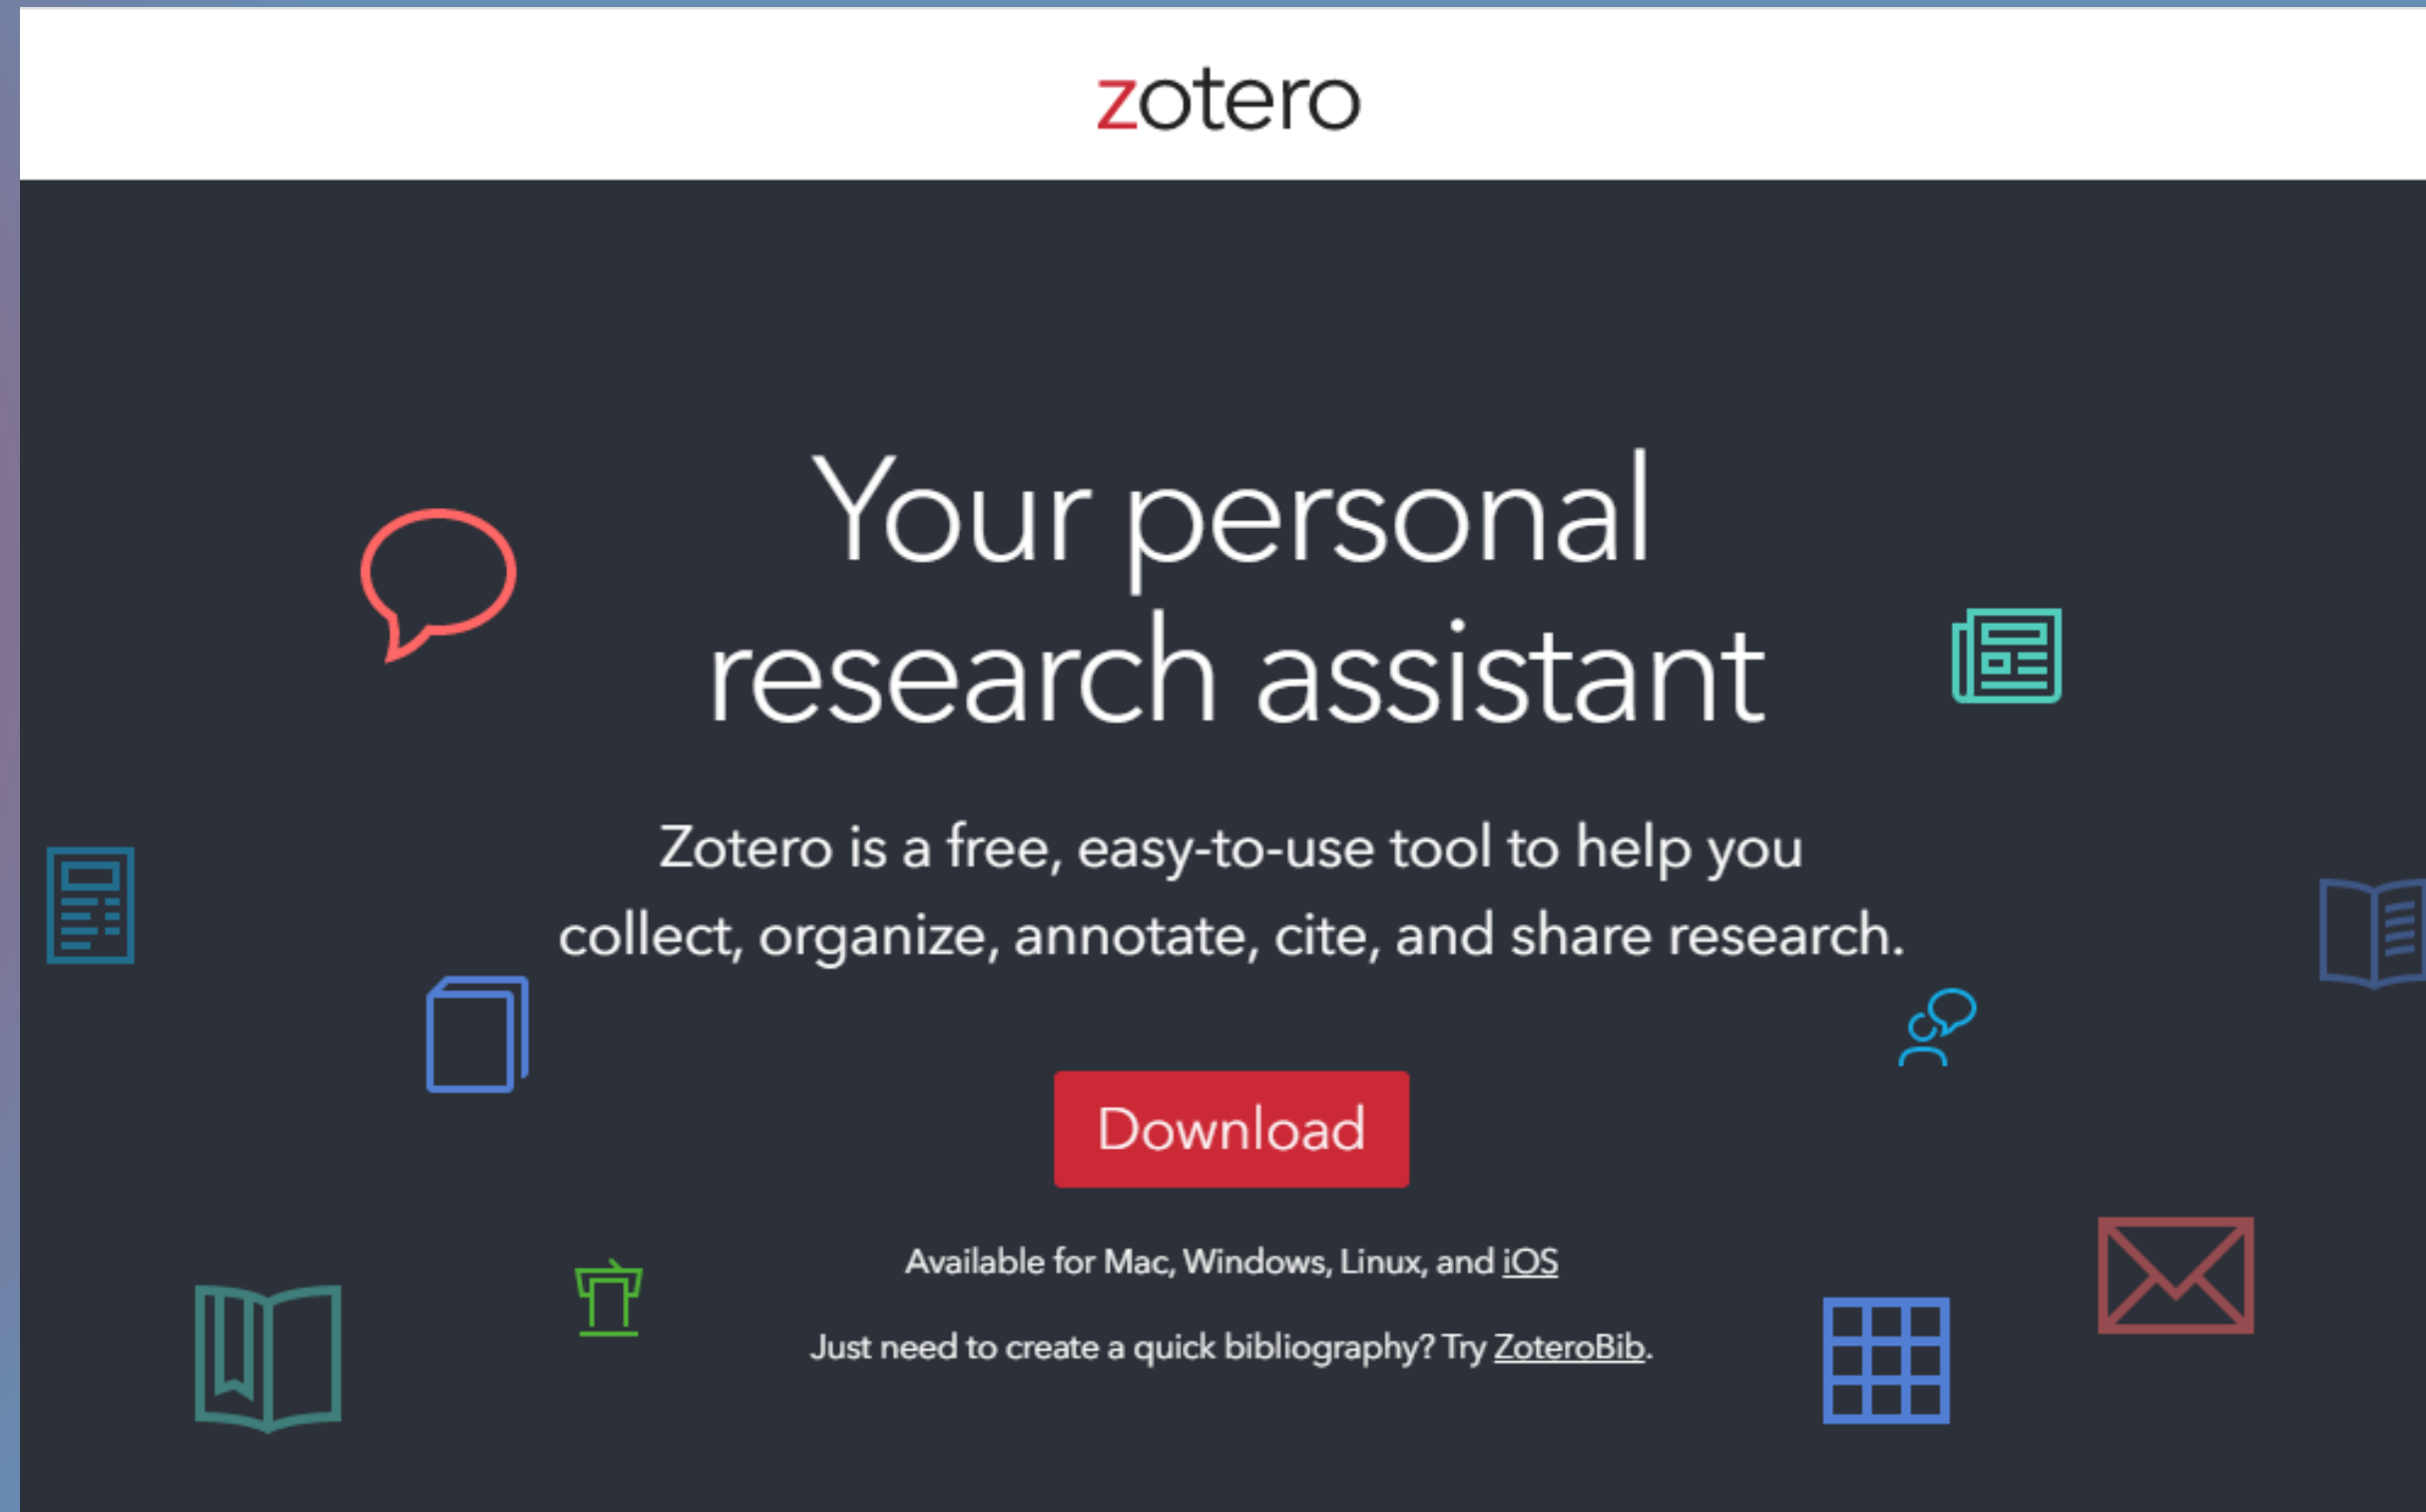 zotero
Your personal
research assistant
Zotero is a free, easy-to-use tool to help you
collect, organize, annotate, cite, and share research.
Download
Available for Mac, Windows, Linux, and iOS
Just need to create a quick bibliography? Try ZoteroBib.